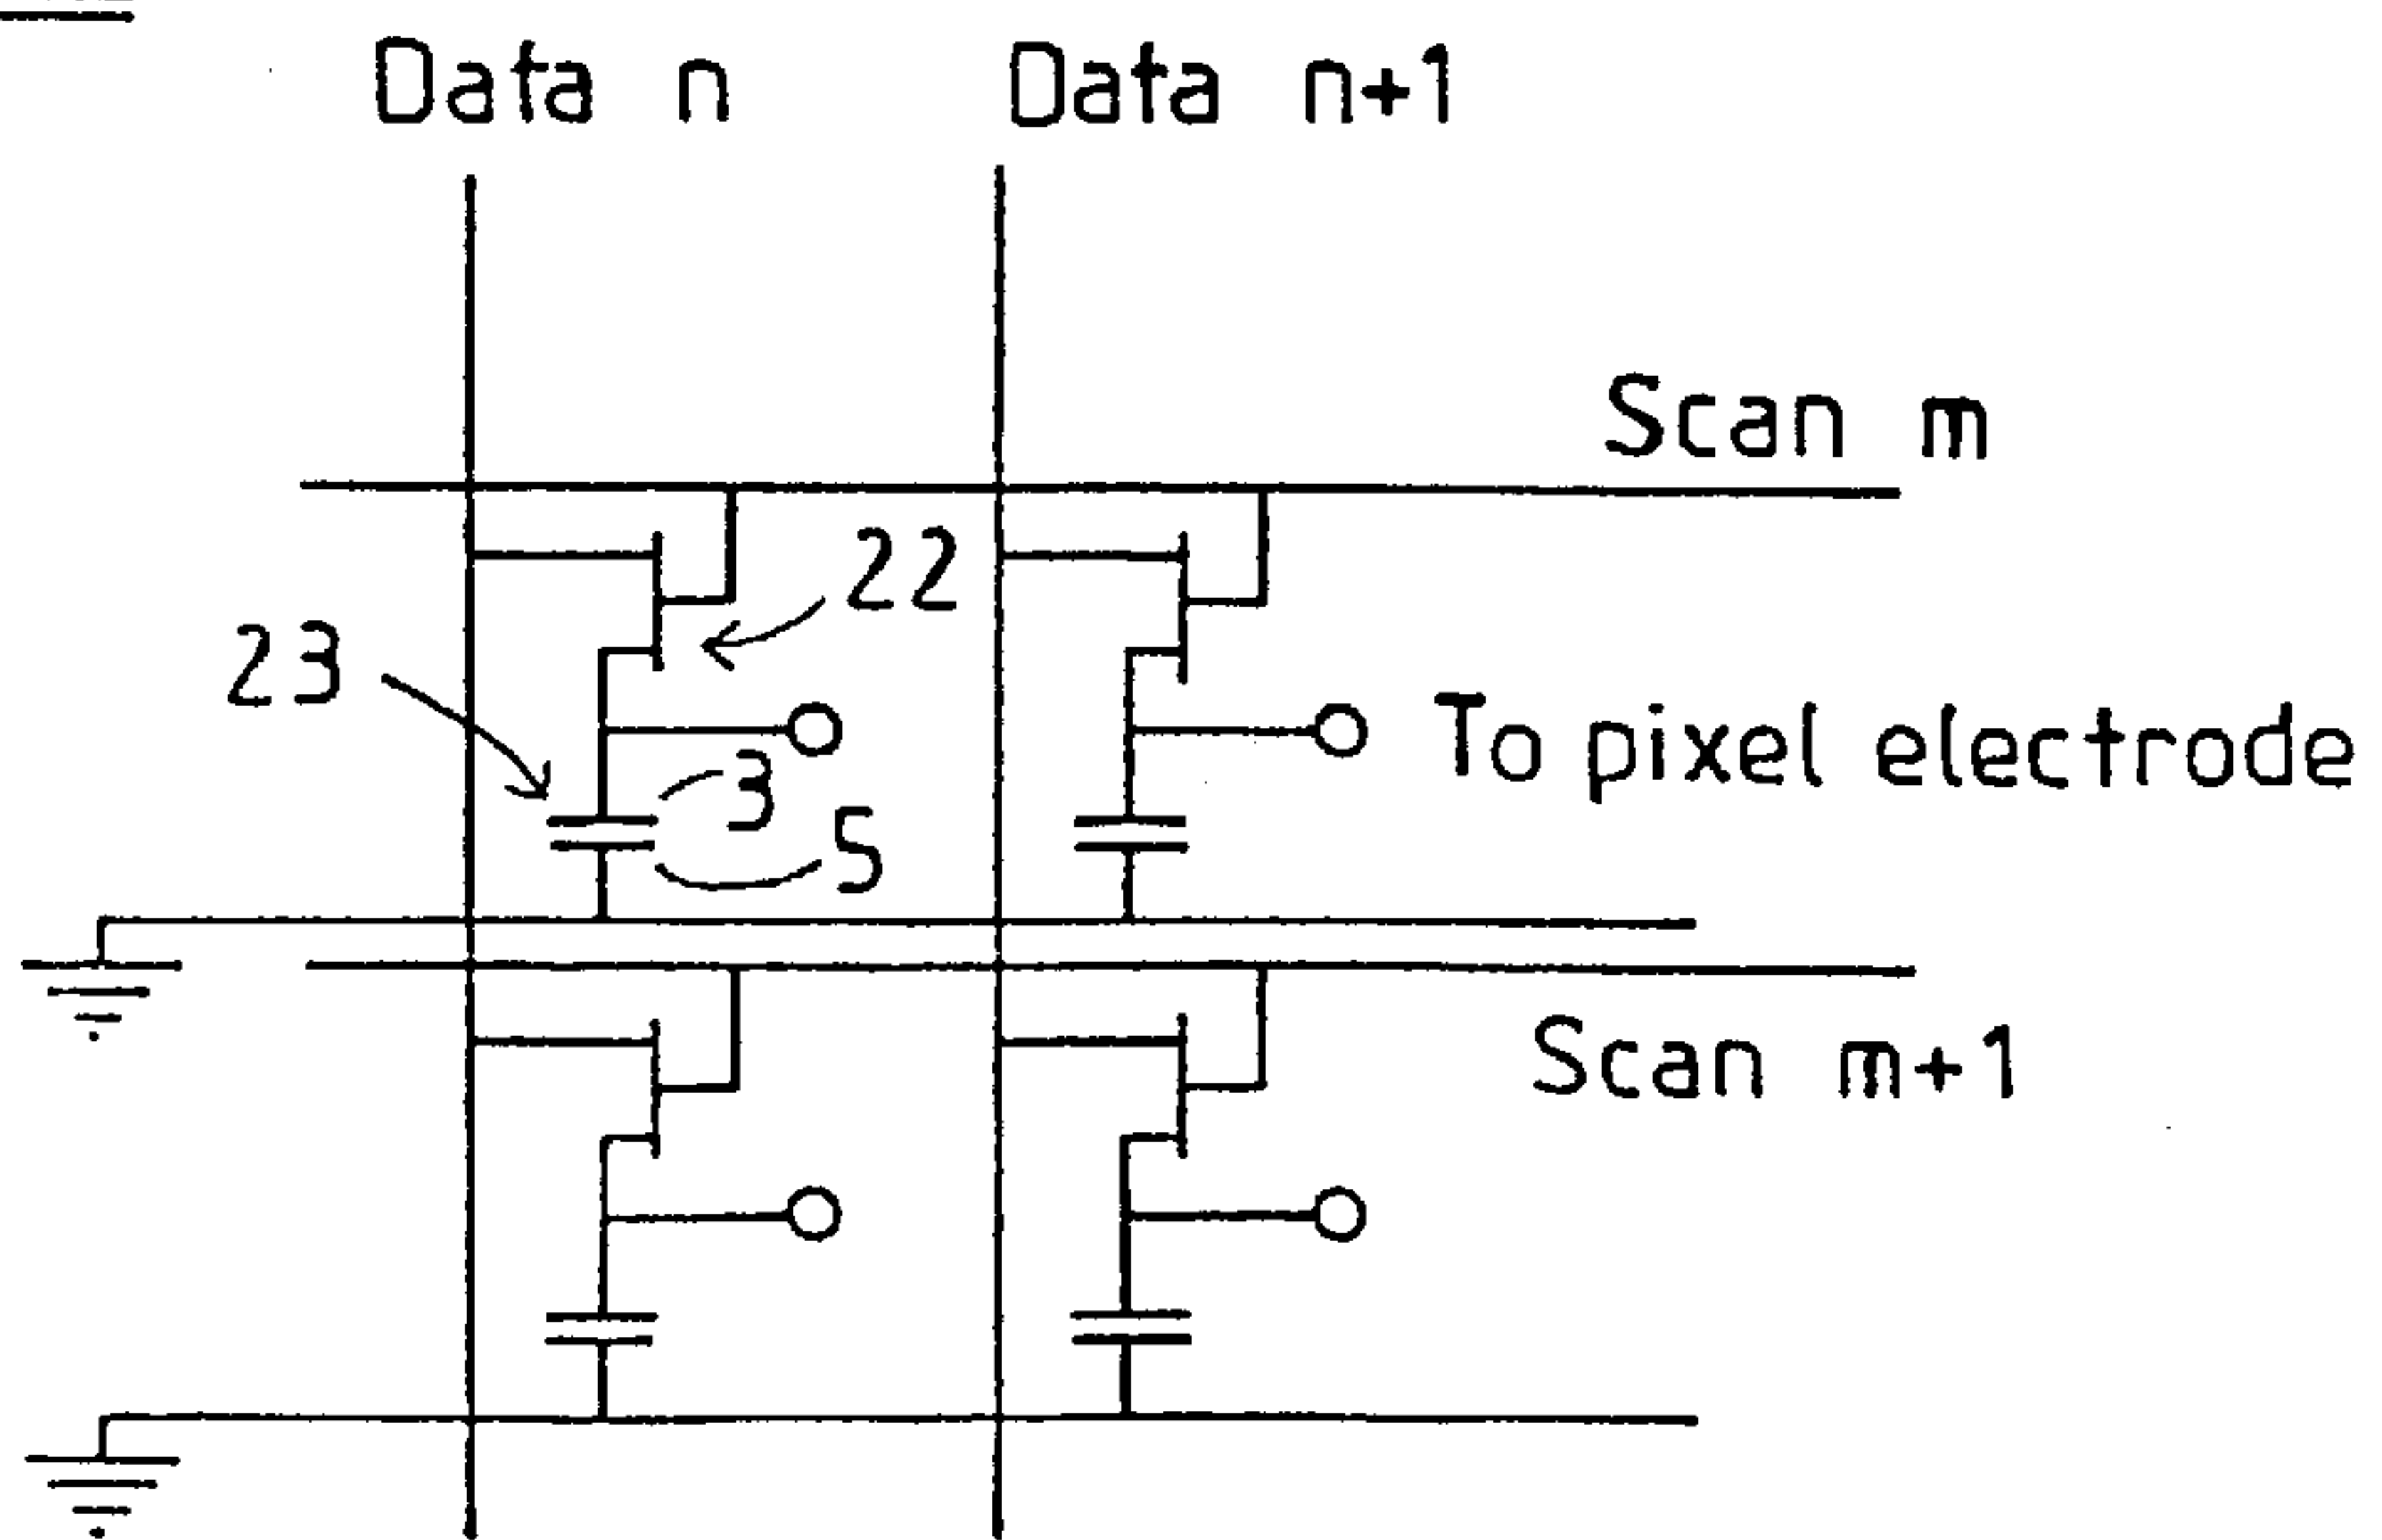 Data n
Data n+1
Scan m
22
23
To pixel electrode
3
5
Scan m+1